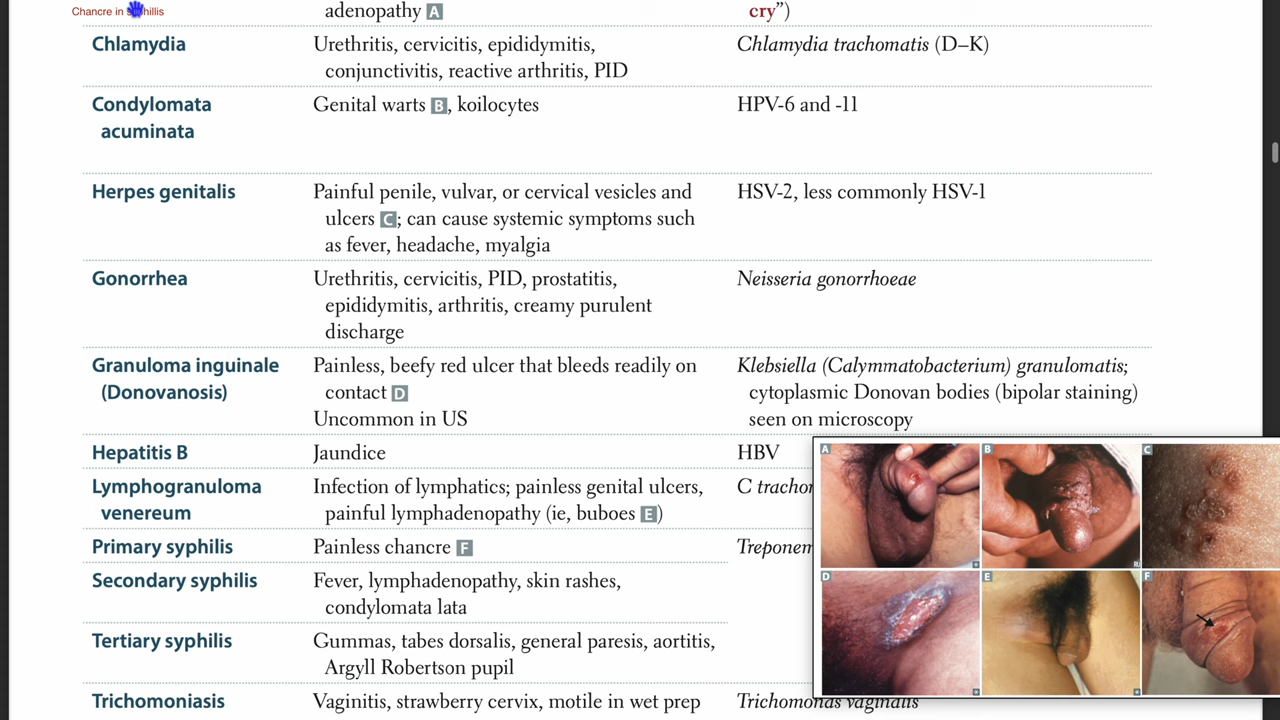 Chancre in
adenopathy A
cry”)
Chlamydia
Urethritis, cervicitis, epididymitis,
conjunctivitis, reactive arthritis, PID
Chlamydia trachomatis (D–K)
Condylomata
acuminata
Genital warts B, koilocytes
HPV-6 and -11
Herpes genitalis
Painful penile, vulvar, or cervical vesicles and
ulcers C; can cause systemic symptoms such
as fever, headache, myalgia
HSV-2, less commonly HSV-1
Gonorrhea
Urethritis, cervicitis, PID, prostatitis,
epididymitis, arthritis, creamy purulent
discharge
Neisseria gonorrhoeae
Granuloma inguinale
(Donovanosis)
Painless, beefy red ulcer that bleeds readily on
contact D
Uncommon in US
Klebsiella (Calymmatobacterium) granulomatis;
cytoplasmic Donovan bodies (bipolar staining)
seen on microscopy
Hepatitis B
Jaundice
HBV
Lymphogranuloma
venereum
Infection of lymphatics; painless genital ulcers,
painful lymphadenopathy (ie, buboes E)
C trachor
Primary syphilis
Painless chancre F
Treponem
Secondary syphilis
Fever, lymphadenopathy, skin rashes,
condylomata lata
Tertiary syphilis
Gummas, tabes dorsalis, general paresis, aortitis,
Argyll Robertson pupil
Trichomoniasis
Vaginitis, strawberry cervix, motile in wet prep
Trichomonas vaginalis
A
B
C
D
E
F